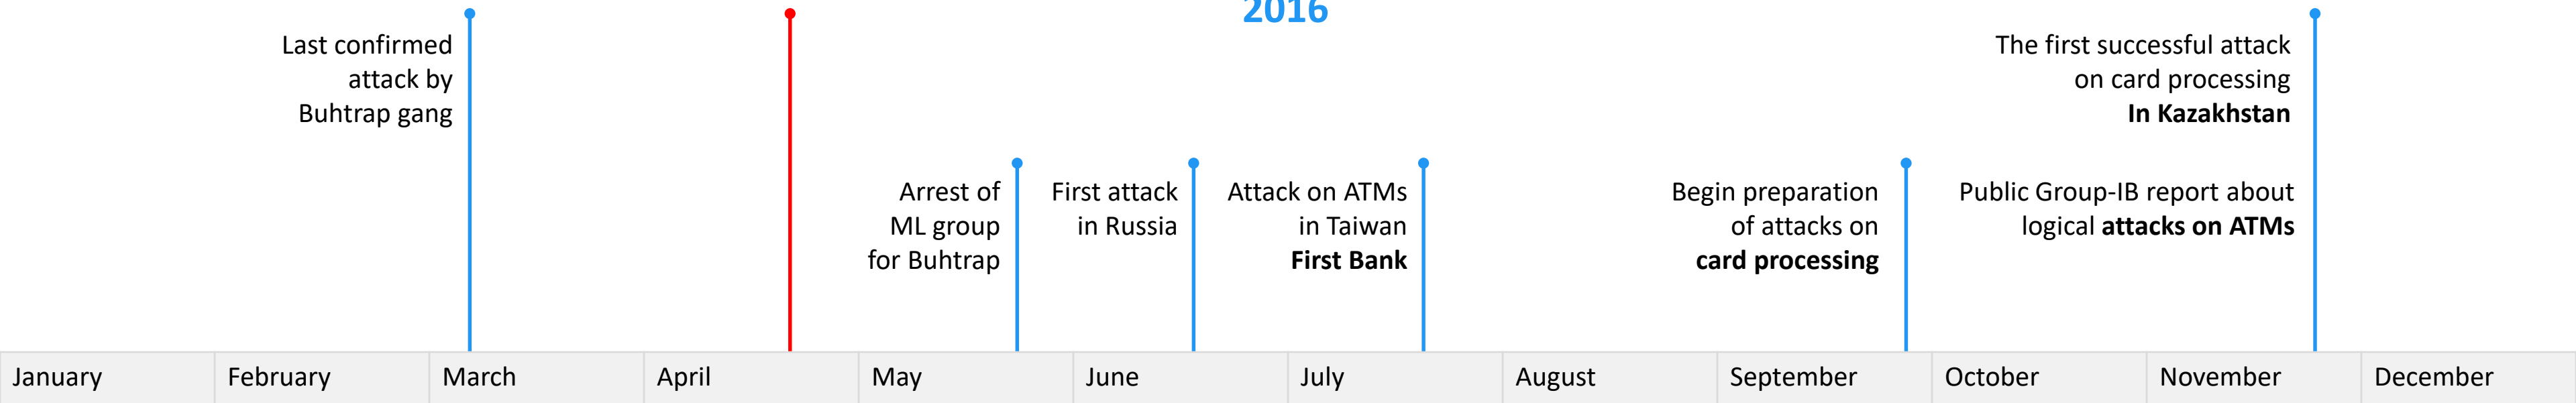 2016
Last confirmed
attack by
Buhtrap gang
Arrest of
ML group
for Buhtrap
First attack
in Russia
Attack on ATMs
in Taiwan
First Bank
Begin preparation
of attacks on
card processing
The first successful attack
on card processing
In Kazakhstan
Public Group-IB report about
logical attacks on ATMs
January
February
March
April
May
June
July
August
September
October
November
December